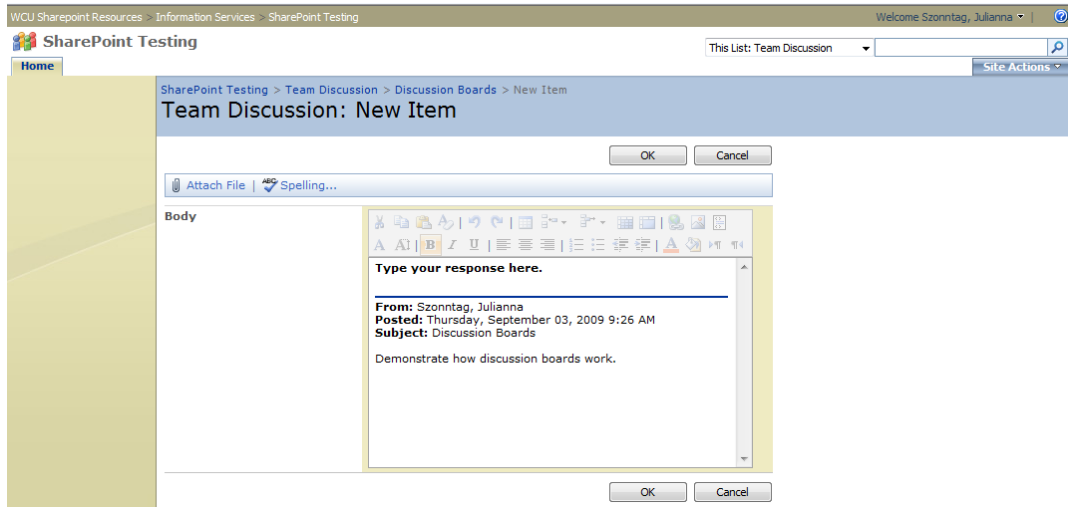 WCU Sharepoint Resources > Information Services > SharePoint Testing
Welcome Szonntag, Julianna
SharePoint Testing
This List: Team Discussion
Home
Site Actions
SharePoint Testing > Team Discussion > Discussion Boards > New Item
Team Discussion: New Item
OK Cancel
Attach File | ABC Spelling...
Body
A A B I U A
Type your response here.
From: Szonntag, Julianna
Posted: Thursday, September 03, 2009 9:26 AM
Subject: Discussion Boards
Demonstrate how discussion boards work.
OK Cancel